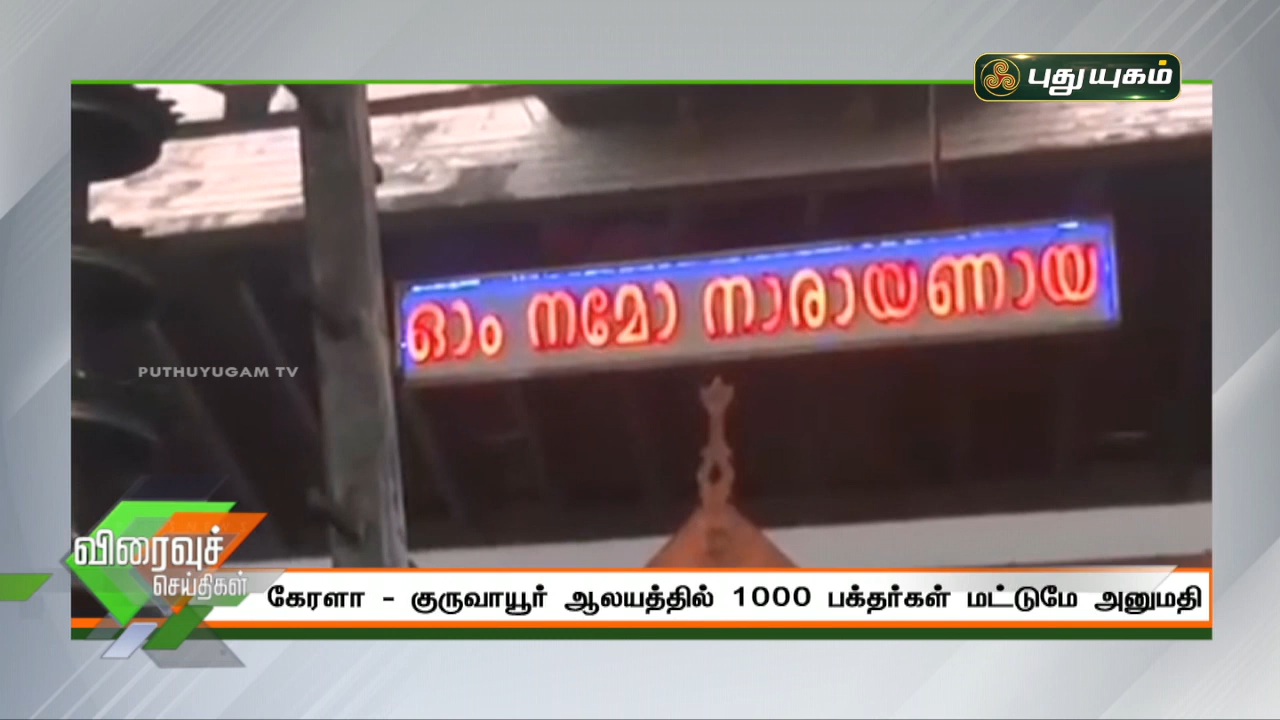 புதுயுகம்
ഓം നമോ നാരായണായ
PUTHUYUGAM TV
விரைவுச்
செய்திகள்
கேரளா - குருவாயூர் ஆலயத்தில் 1000 பக்தர்கள் மட்டுமே அனுமதி